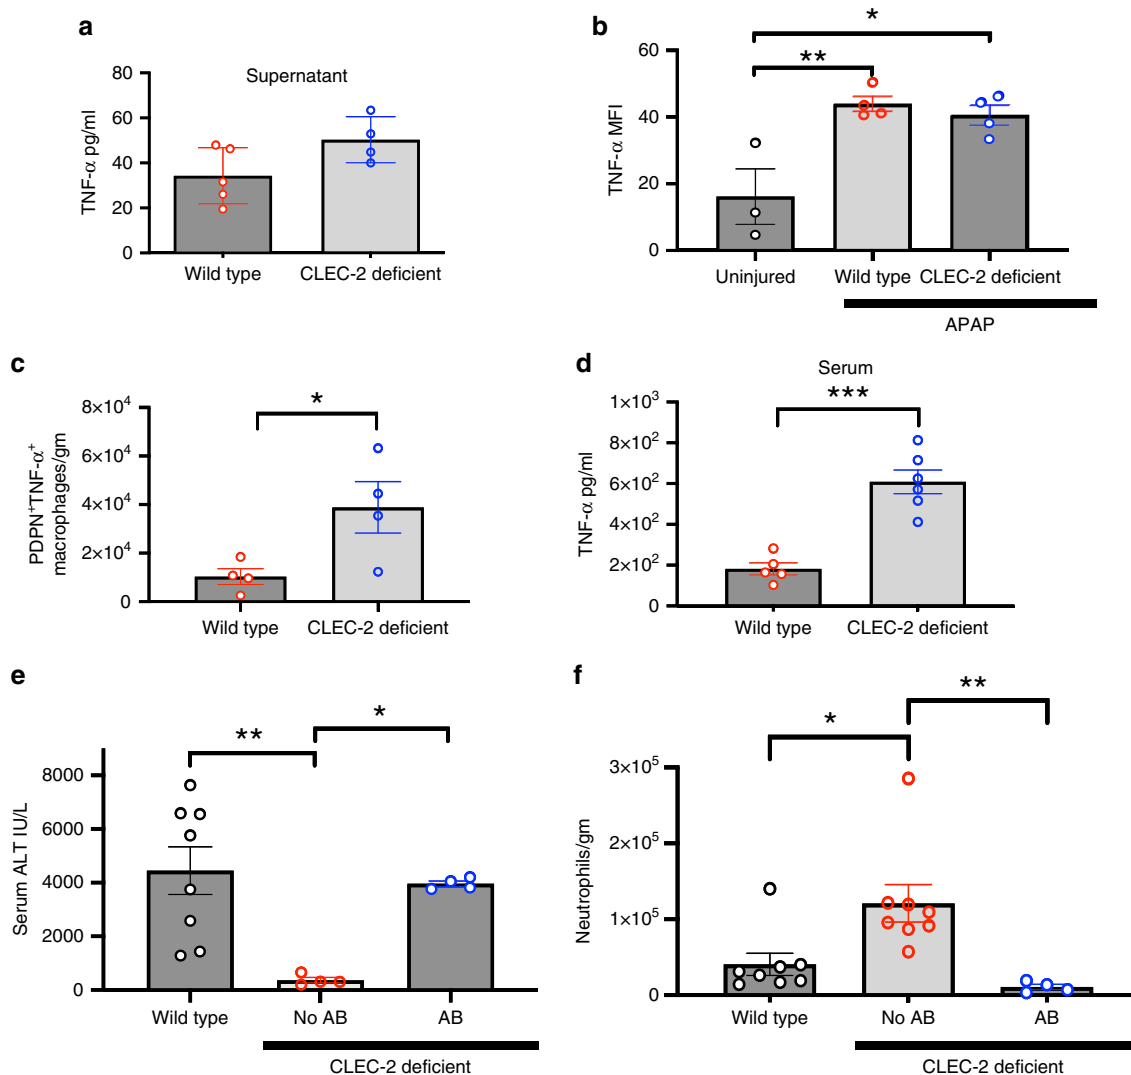 a
Supernatant
TNF-α pg/ml
80
60
40
20
0
Wild type
CLEC-2 deficient
b
*
**
TNF-α MFI
60
40
20
0
Uninjured
Wild type
CLEC-2 deficient
APAP
c
*
PDPN⁺TNF-α⁺
macrophages/gm
8×10⁴
6×10⁴
4×10⁴
2×10⁴
0
Wild type
CLEC-2 deficient
d
Serum
***
TNF-α pg/ml
1×10³
8×10²
6×10²
4×10²
2×10²
0
Wild type
CLEC-2 deficient
e
**
*
Serum ALT IU/L
8000
6000
4000
2000
0
Wild type
No AB
AB
CLEC-2 deficient
f
*
**
Neutrophils/gm
3×10⁵
2×10⁵
1×10⁵
0
Wild type
No AB
AB
CLEC-2 deficient